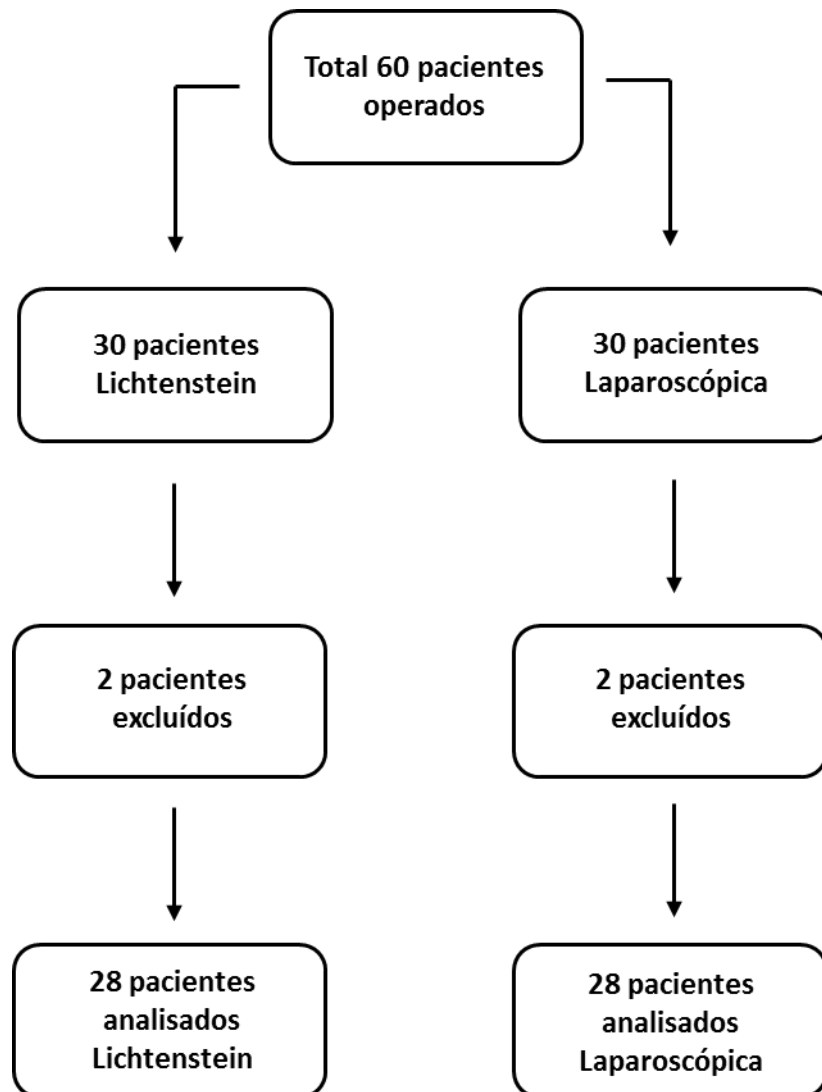 Total 60 pacientes
operados
30 pacientes
Lichtenstein
30 pacientes
Laparoscópica
2 pacientes
excluídos
2 pacientes
excluídos
28 pacientes
analisados
Lichtenstein
28 pacientes
analisados
Laparoscópica